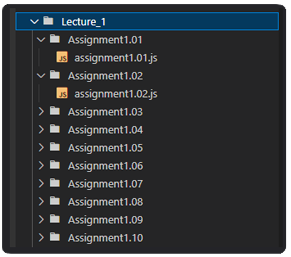 Lecture_1
Assignment1.01
JS assignment1.01.js
Assignment1.02
JS assignment1.02.js
Assignment1.03
Assignment1.04
Assignment1.05
Assignment1.06
Assignment1.07
Assignment1.08
Assignment1.09
Assignment1.10